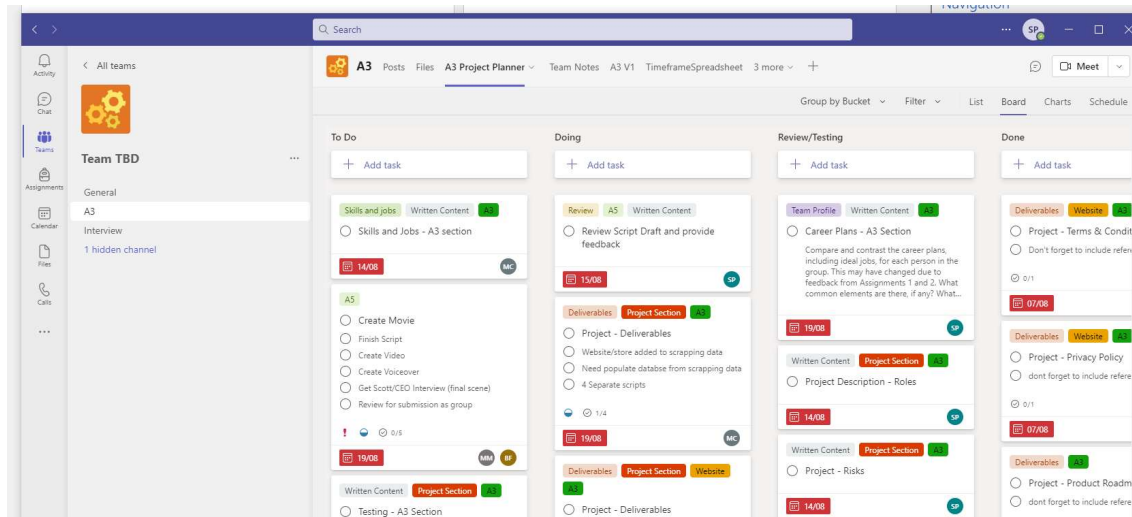 Navigation
Search
SP
Activity
Chat
Teams
Assignments
Calendar
Files
Calls
All teams
Team TBD
General
A3
Interview
1 hidden channel
A3 Posts Files A3 Project Planner Team Notes A3 V1 TimeframeSpreadsheet 3 more
Meet
Group by Bucket Filter List Board Charts Schedule
To Do
Add task
Skills and jobs Written Content A3
Skills and Jobs - A3 section
14/08 MC
A5
Create Movie
Finish Script
Create Video
Create Voiceover
Get Scott/CEO Interview (final scene)
Review for submission as group
! 0/5
19/08 MM BF
Written Content Project Section A3
Testing - A3 Section
Doing
Add task
Review A5 Written Content
Review Script Draft and provide
feedback
15/08 SP
Deliverables Project Section A3
Project - Deliverables
Website/store added to scrapping data
Need populate databse from scrapping data
4 Separate scripts
1/4
19/08 MC
Deliverables Project Section Website
A3
Project - Deliverables
Review/Testing
Add task
Team Profile Written Content A3
Career Plans - A3 Section
Compare and contrast the career plans,
including ideal jobs, for each person in the
group. This may have changed due to
feedback from Assignments 1 and 2. What
common elements are there, if any? What...
19/08 SP
Written Content Project Section A3
Project Description - Roles
14/08 SP
Written Content Project Section A3
Project - Risks
14/08 SP
Done
Add task
Deliverables Website A3
Project - Terms & Condit
Don't forget to include refere
0/1
07/08
Deliverables Website A3
Project - Privacy Policy
dont forget to include refere
0/1
07/08
Deliverables A3
Project - Product Roadm
dont forget to include refere